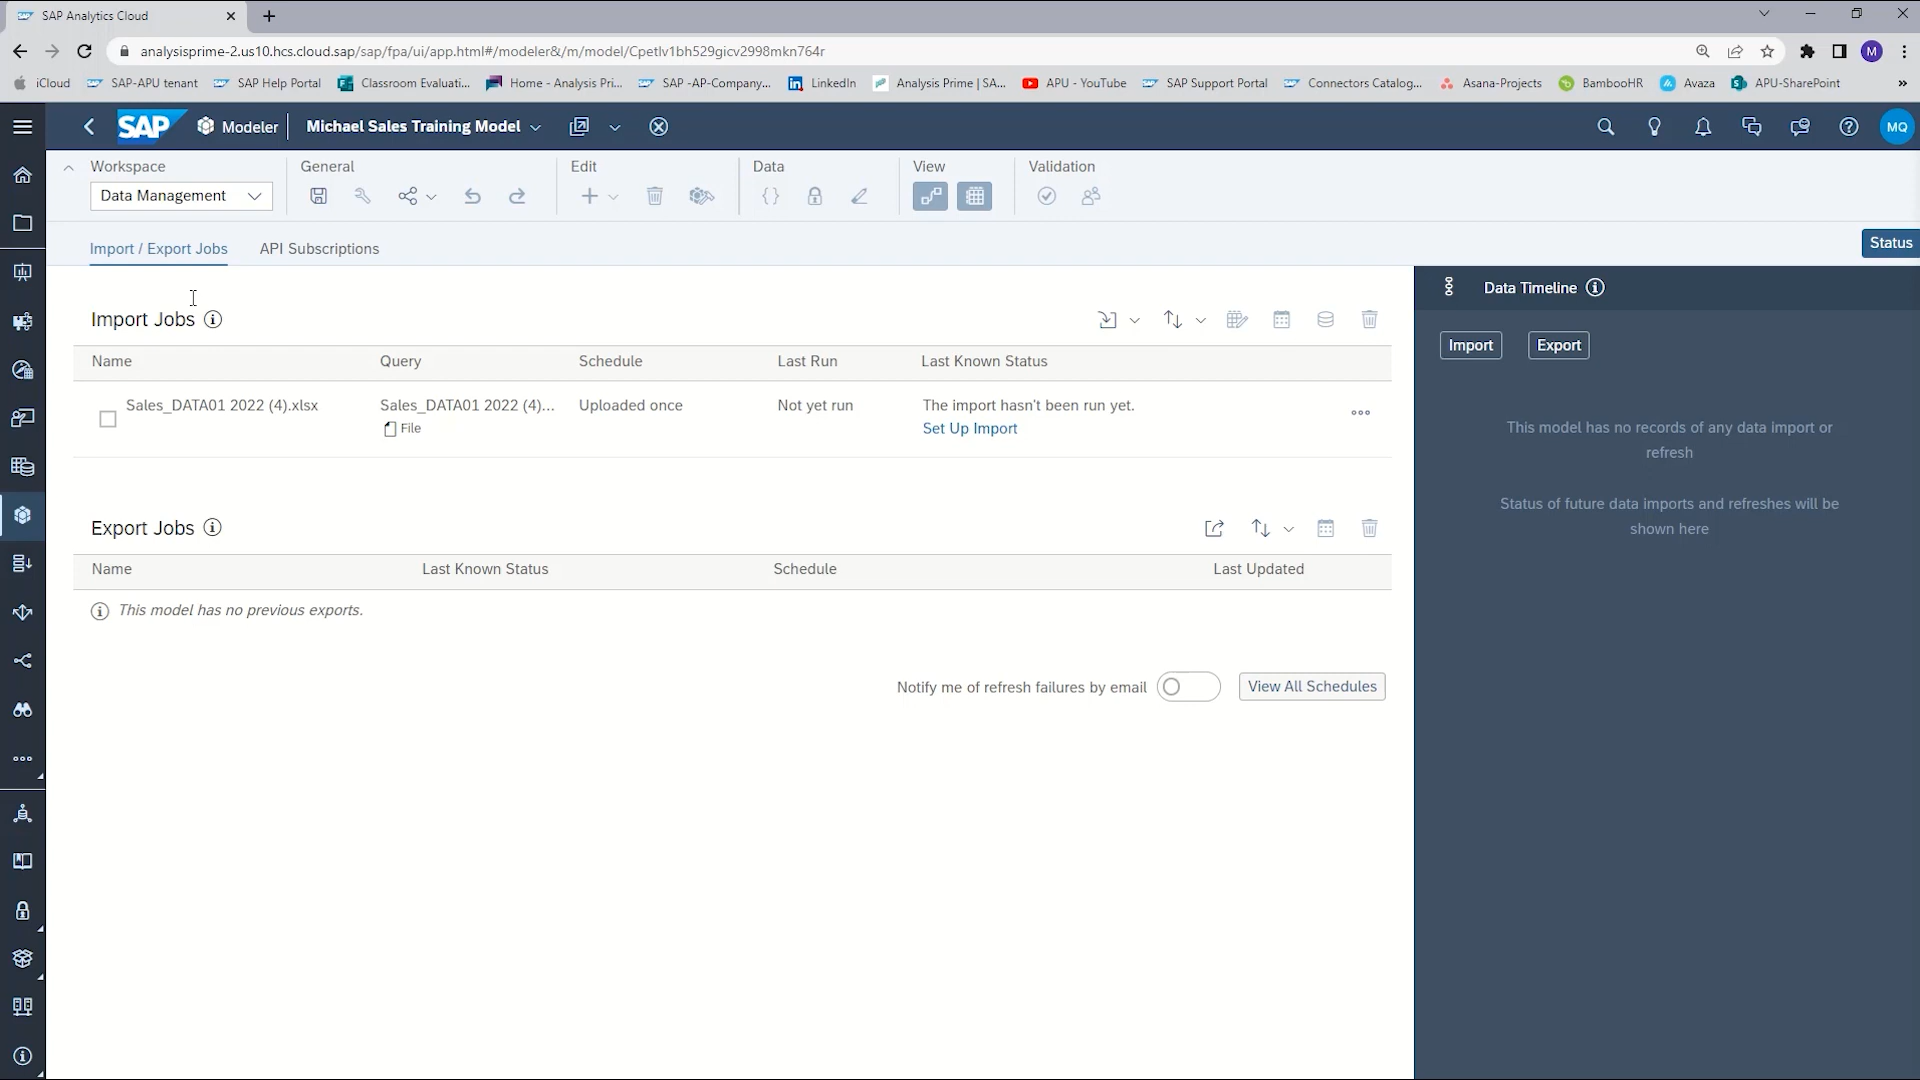 SAP Analytics Cloud
analysisprime-2.us10.hcs.cloud.sap/sap/fpa/ui/app.html#/modeler&/m/model/Cpetlv1bh529gicv2998mkn764r
M
iCloud SAP-APU tenant SAP Help Portal Classroom Evaluati... Home - Analysis Pri... SAP -AP-Company,... LinkedIn Analysis Prime | SA... APU - YouTube SAP Support Portal Connectors Catalog,... Asana-Projects BambooHR Avaza APU-SharePoint »
SAP Modeler Michael Sales Training Model MQ
Workspace General Edit Data View Validation
Data Management
Import / Export Jobs API Subscriptions Status
Data Timeline
Import Jobs
Import Export
Name Query Schedule Last Run Last Known Status
Sales_DATA01 2022 (4).xlsx Sales_DATA01 2022 (4)... Uploaded once Not yet run The import hasn't been run yet.
File Set Up Import
This model has no records of any data import or
refresh
Status of future data imports and refreshes will be
shown here
Export Jobs
Name Last Known Status Schedule Last Updated
This model has no previous exports.
Notify me of refresh failures by email View All Schedules